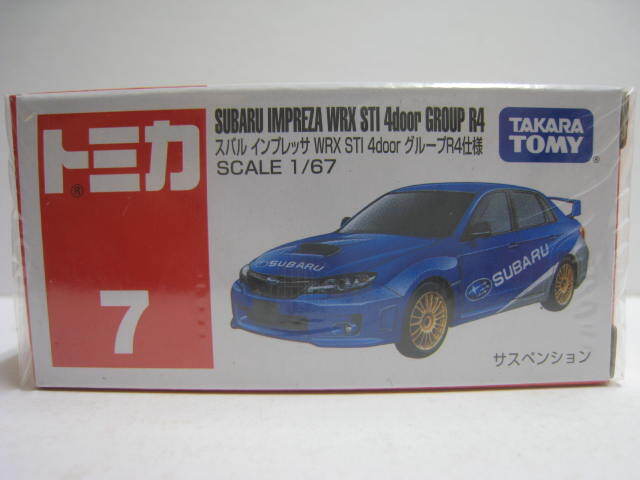 トミカ
®
7
SUBARU IMPREZA WRX STI 4door GROUP R4
スバル インプレッサ WRX STI 4door グループR4仕様
SCALE 1/67
TAKARA
TOMY
®
SUBARU
SUBARU
サスペンション